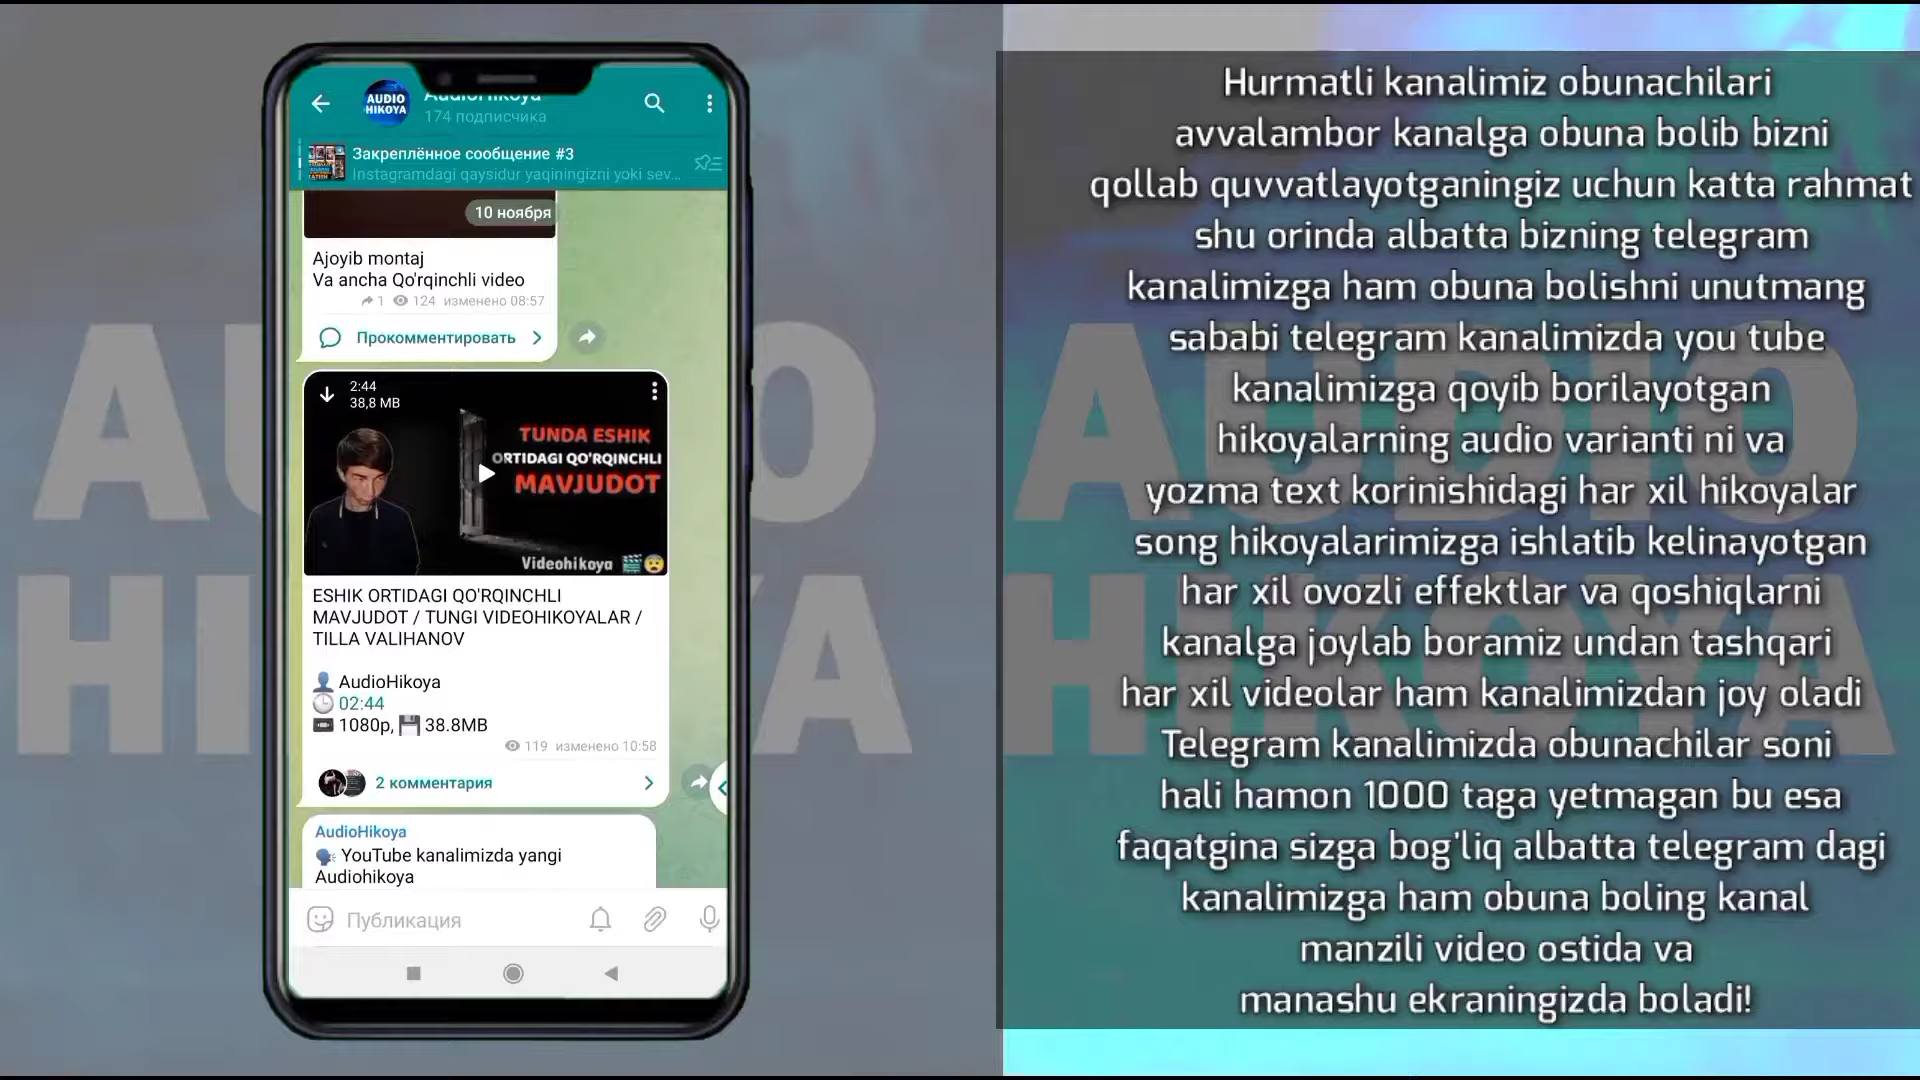 AudioHikoya
174 подписчика
AUDIO
HIKOYA
Закреплённое сообщение #3
Instagramdagi qaysidur yaqiningizni yoki sev...
10 ноября
Ajoyib montaj
Va ancha Qo'rqinchli video
1 124 изменено 08:57
Прокомментировать
2:44
38,8 MB
TUNDA ESHIK
ORTIDAGI QO'RQINCHLI
MAVJUDOT
Videohikoya
ESHIK ORTIDAGI QO'RQINCHLI
MAVJUDOT / TUNGI VIDEOHIKOYALAR /
TILLA VALIHANOV
AudioHikoya
02:44
1080p, 38.8MB
119 изменено 10:58
2 комментария
AudioHikoya
YouTube kanalimizda yangi
Audiohikoya
Публикация
Hurmatli kanalimiz obunachilari
avvalambor kanalga obuna bolib bizni
qollab quvvatlayotganingiz uchun katta rahmat
shu orinda albatta bizning telegram
kanalimizga ham obuna bolishni unutmang
sababi telegram kanalimizda you tube
kanalimizga qoyib borilayotgan
hikoyalarning audio varianti ni va
yozma text korinishidagi har xil hikoyalar
song hikoyalarimizga ishlatib kelinayotgan
har xil ovozli effektlar va qoshiqlarni
kanalga joylab boramiz undan tashqari
har xil videolar ham kanalimizdan joy oladi
Telegram kanalimizda obunachilar soni
hali hamon 1000 taga yetmagan bu esa
faqatgina sizga bog'liq albatta telegram dagi
kanalimizga ham obuna boling kanal
manzili video ostida va
manashu ekraningizda boladi!
AUDIO
HIKOYA